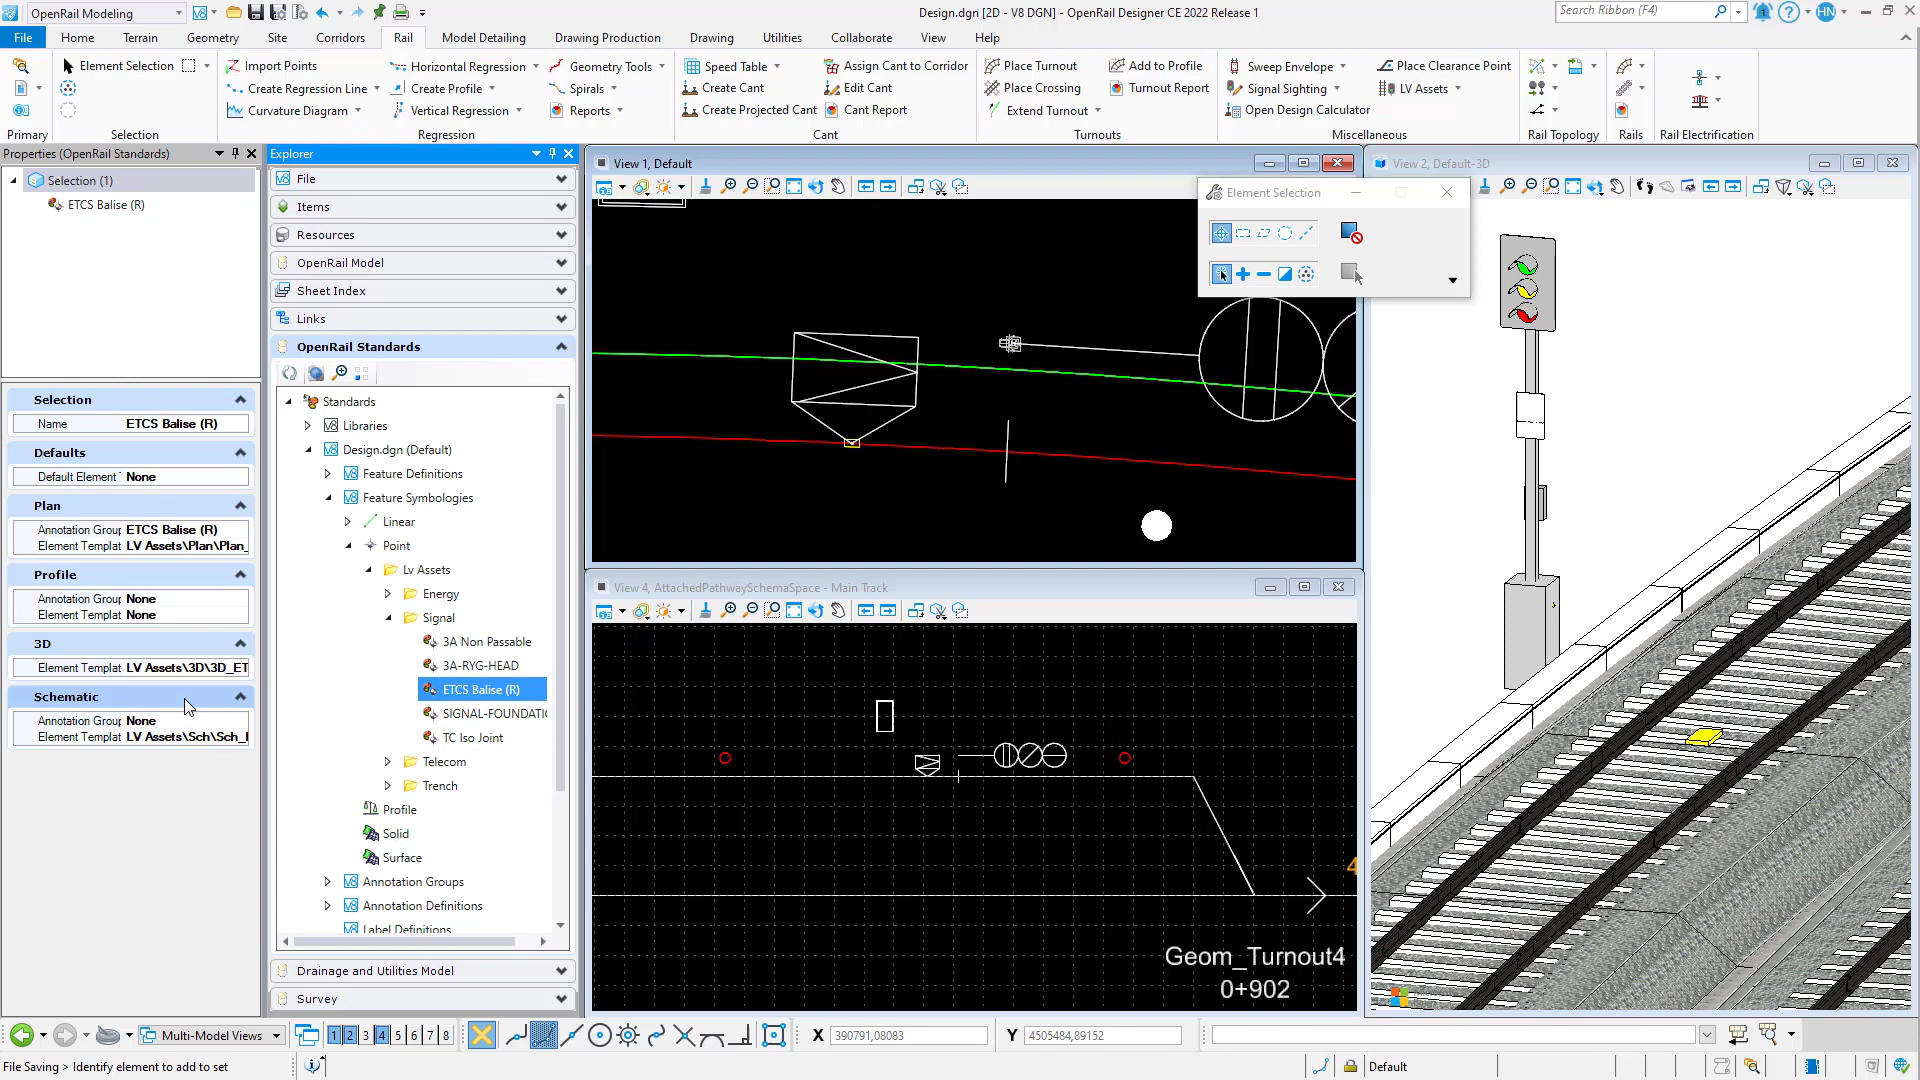 OpenRail Modeling
Design.dgn [2D - V8 DGN] - OpenRail Designer CE 2022 Release 1
Search Ribbon (F4)
HN
File Home Terrain Geometry Site Corridors Rail Model Detailing Drawing Production Drawing Utilities Collaborate View Help
Element Selection
Primary
Selection
Import Points
Create Regression Line
Curvature Diagram
Horizontal Regression
Create Profile
Vertical Regression
Geometry Tools
Spirals
Reports
Regression
Speed Table
Create Cant
Create Projected Cant
Assign Cant to Corridor
Edit Cant
Cant Report
Cant
Place Turnout
Place Crossing
Extend Turnout
Add to Profile
Turnout Report
Turnouts
Sweep Envelope
Signal Sighting
Open Design Calculator
Place Clearance Point
LV Assets
Miscellaneous
Rail Topology
Rails
Rail Electrification
Properties (OpenRail Standards)
Selection (1)
ETCS Balise (R)
Selection
Name ETCS Balise (R)
Defaults
Default Element None
Plan
Annotation Grou ETCS Balise (R)
Element Templat LV Assets\Plan\Plan_
Profile
Annotation Grou None
Element Templat None
3D
Element Templat LV Assets\3D\3D_ET
Schematic
Annotation Grou None
Element Templat LV Assets\Sch\Sch_
Explorer
File
Items
Resources
OpenRail Model
Sheet Index
Links
OpenRail Standards
Standards
Libraries
Design.dgn (Default)
Feature Definitions
Feature Symbologies
Linear
Point
Lv Assets
Energy
Signal
3A Non Passable
3A-RYG-HEAD
ETCS Balise (R)
SIGNAL-FOUNDATIO
TC Iso Joint
Telecom
Trench
Profile
Solid
Surface
Annotation Groups
Annotation Definitions
Label Definitions
Drainage and Utilities Model
Survey
View 1, Default
Element Selection
View 2, Default-3D
View 4, AttachedPathwaySchemaSpace - Main Track
4
Geom_Turnout4
0+902
Multi-Model Views
1 2 3 4 5 6 7 8
X 390791,08083
Y 4505484,89152
File Saving > Identify element to add to set
Default